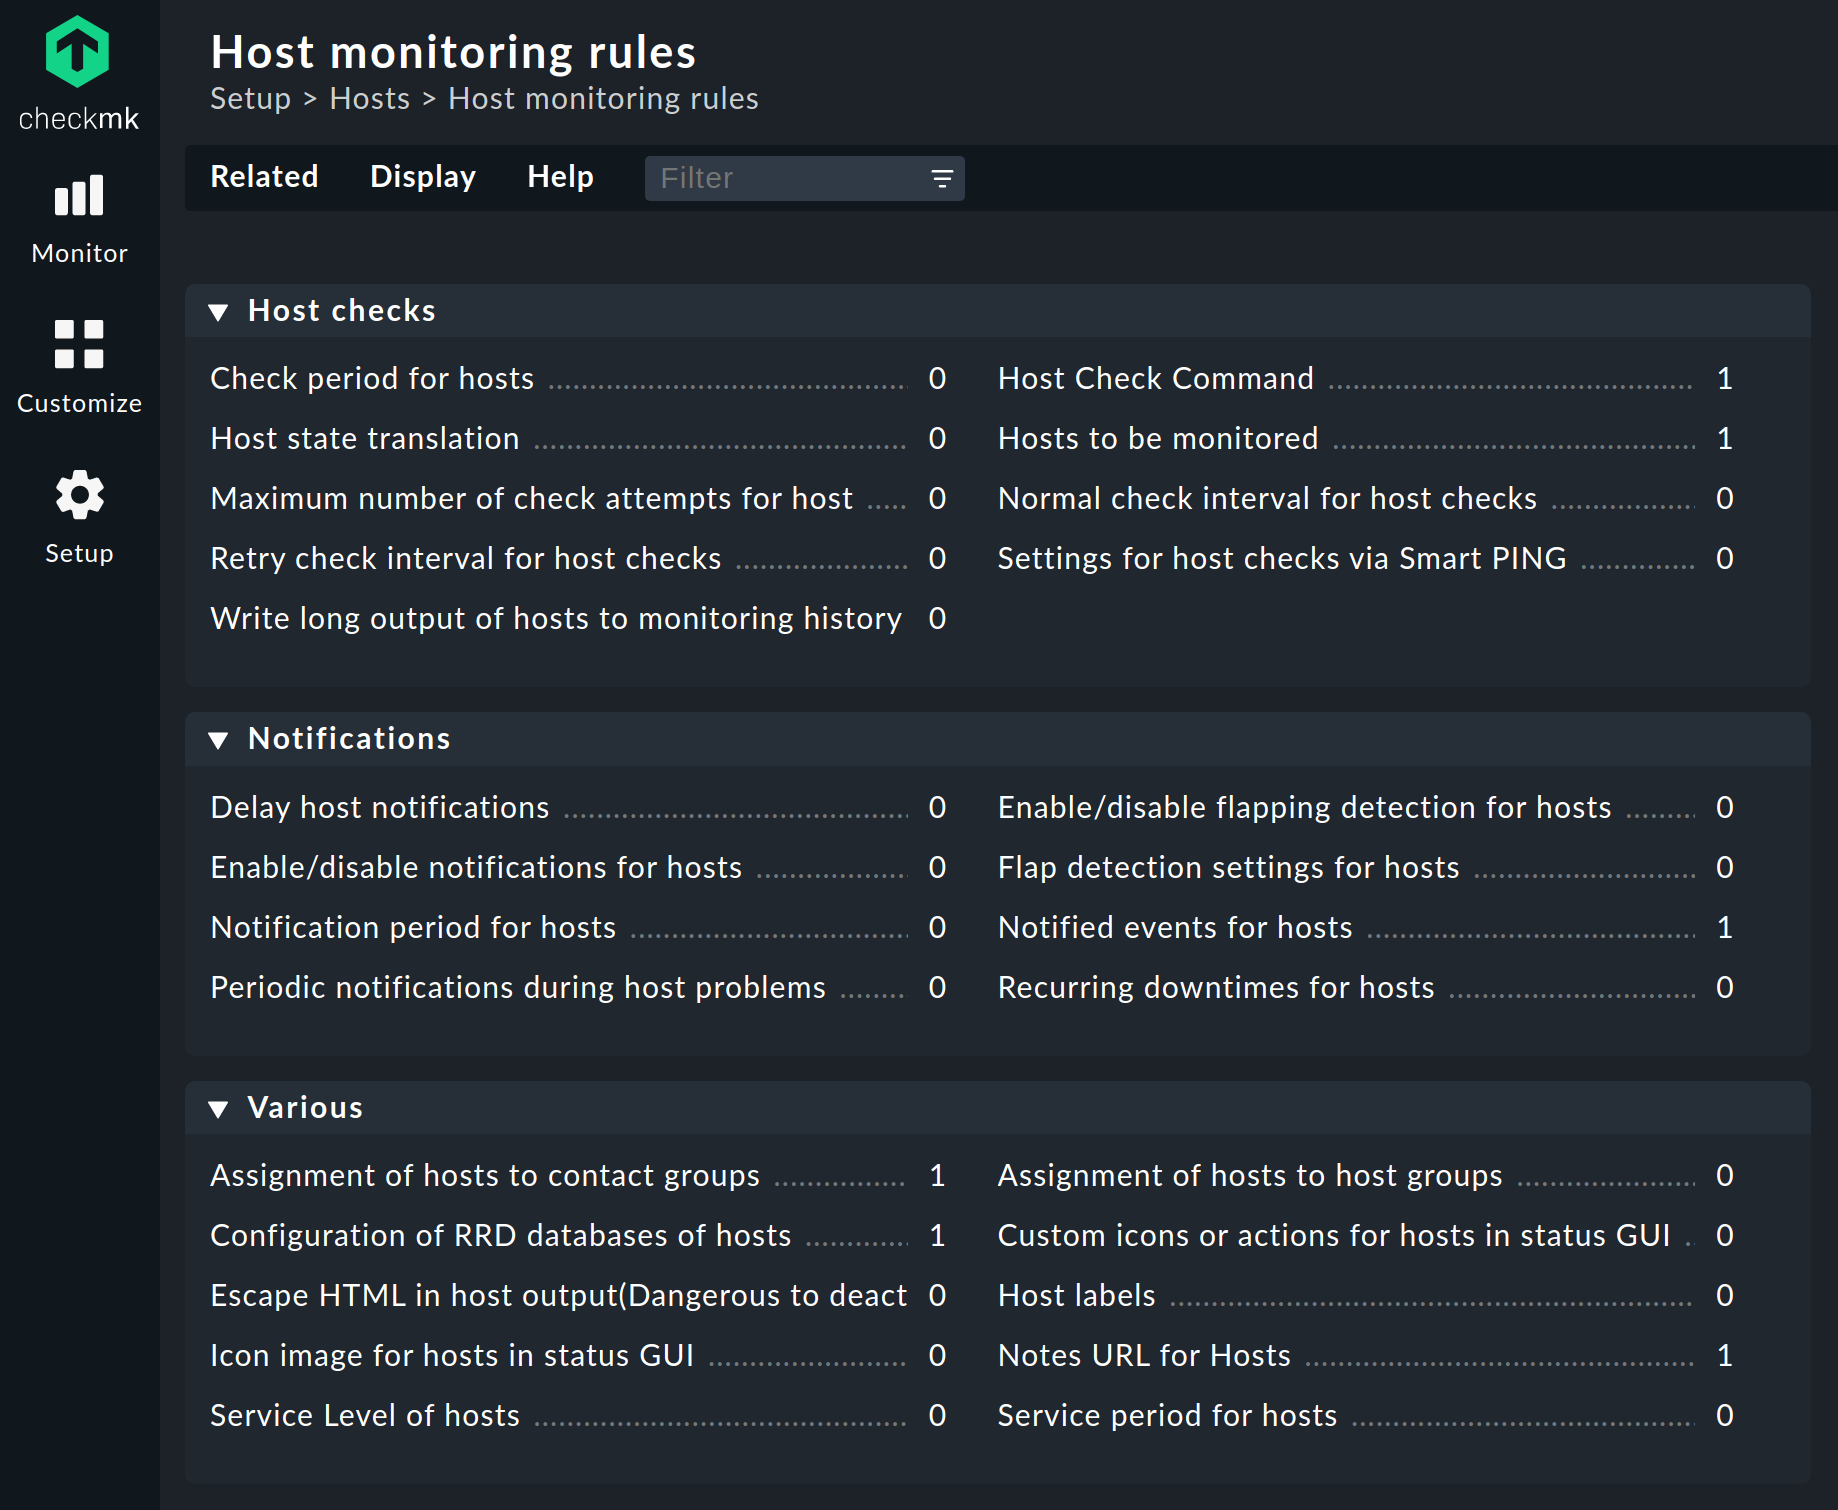 checkmk
Monitor
Customize
Setup
Host monitoring rules
Setup > Hosts > Host monitoring rules
Related Display Help Filter
Host checks
Check period for hosts 0 Host Check Command 1
Host state translation 0 Hosts to be monitored 1
Maximum number of check attempts for host 0 Normal check interval for host checks 0
Retry check interval for host checks 0 Settings for host checks via Smart PING 0
Write long output of hosts to monitoring history 0
Notifications
Delay host notifications 0 Enable/disable flapping detection for hosts 0
Enable/disable notifications for hosts 0 Flap detection settings for hosts 0
Notification period for hosts 0 Notified events for hosts 1
Periodic notifications during host problems 0 Recurring downtimes for hosts 0
Various
Assignment of hosts to contact groups 1 Assignment of hosts to host groups 0
Configuration of RRD databases of hosts 1 Custom icons or actions for hosts in status GUI 0
Escape HTML in host output(Dangerous to deact 0 Host labels 0
Icon image for hosts in status GUI 0 Notes URL for Hosts 1
Service Level of hosts 0 Service period for hosts 0